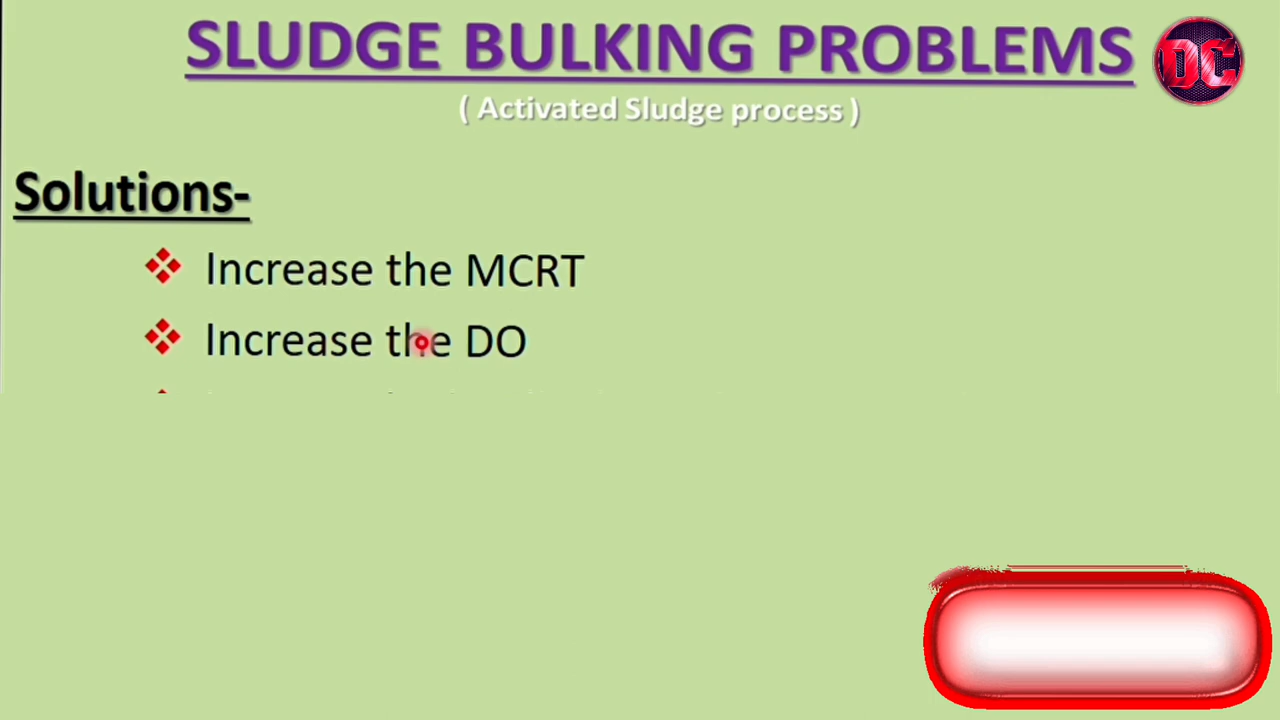 SLUDGE BULKING PROBLEMS
DC
( Activated Sludge process )
Solutions-
Increase the MCRT
Increase the DO